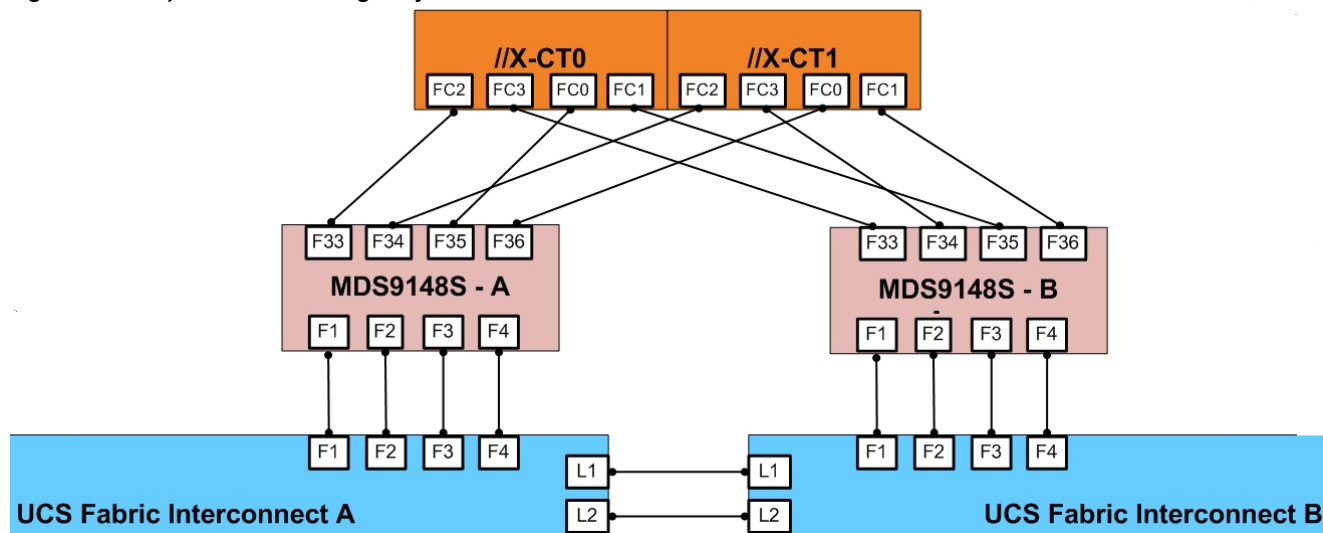 //X-CT0 //X-CT1
FC2 FC3 FC0 FC1 FC2 FC3 FC0 FC1
F33 F34 F35 F36 F33 F34 F35 F36
MDS9148S - A MDS9148S - B
F1 F2 F3 F4 F1 F2 F3 F4
F1 F2 F3 F4 F1 F2 F3 F4
L1 L1
L2 L2
UCS Fabric Interconnect A UCS Fabric Interconnect B